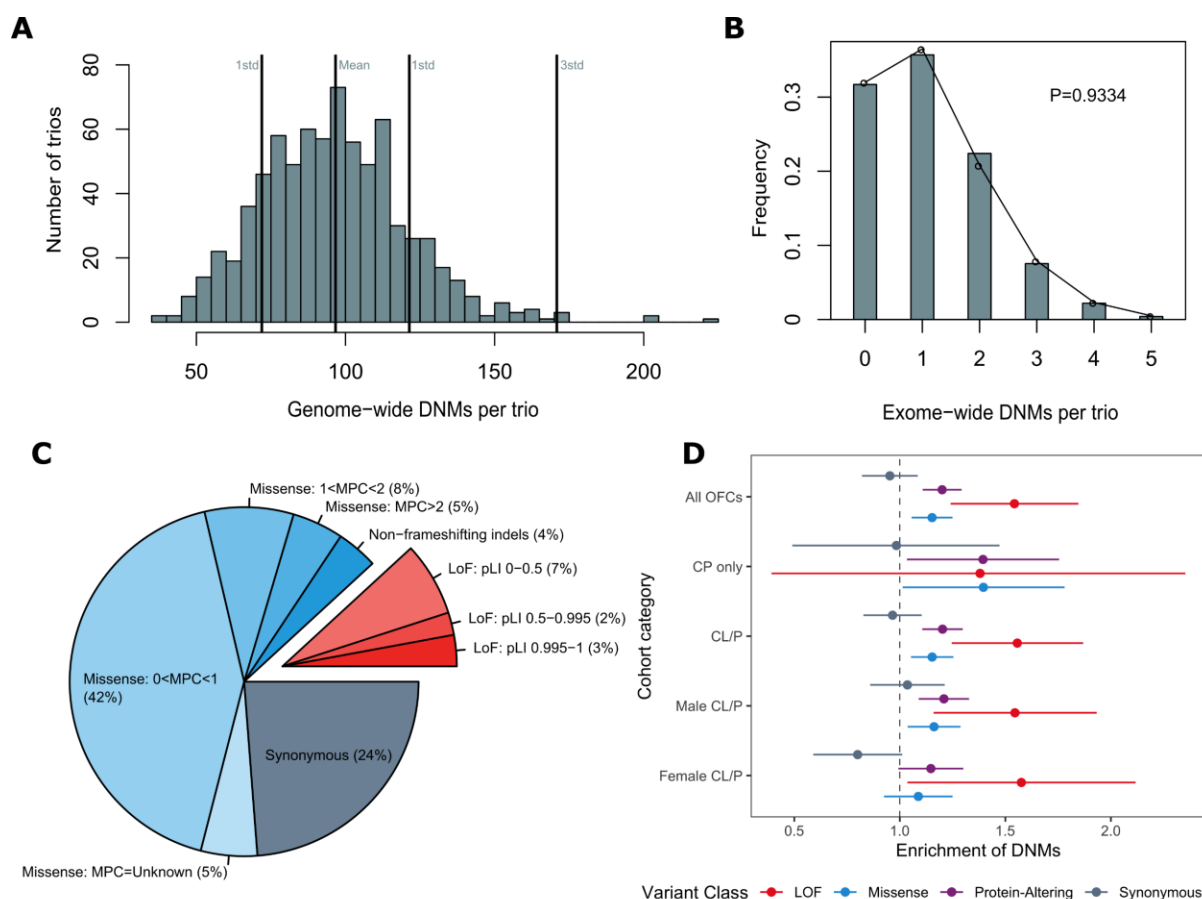 A
1std
Mean
1std
3std
Number of trios
0
20
40
60
80
50
100
150
200
Genome−wide DNMs per trio
B
P=0.9334
Frequency
0
0.1
0.2
0.3
0
1
2
3
4
5
Exome−wide DNMs per trio
C
Missense: 1<MPC<2 (8%)
Missense: MPC>2 (5%)
Non−frameshifting indels (4%)
LoF: pLI 0−0.5 (7%)
LoF: pLI 0.5−0.995 (2%)
LoF: pLI 0.995−1 (3%)
Missense: 0<MPC<1
(42%)
Synonymous (24%)
Missense: MPC=Unknown (5%)
D
Cohort category
All OFCs
CP only
CL/P
Male CL/P
Female CL/P
0.5
1.0
1.5
2.0
Enrichment of DNMs
Variant Class LOF Missense Protein-Altering Synonymous